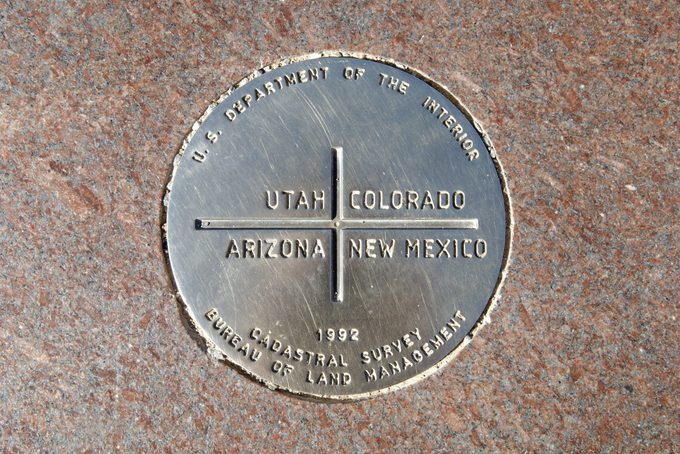 U. S. DEPARTMENT OF THE INTERIOR
UTAH COLORADO
ARIZONA NEW MEXICO
1992
CADASTRAL SURVEY
BUREAU OF LAND MANAGEMENT